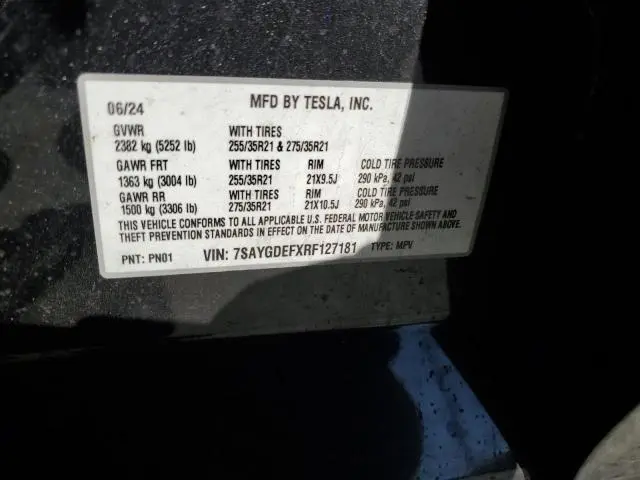 06/24 MFD BY TESLA, INC.
GVWR WITH TIRES
2382 kg (5252 lb) 255/35R21 & 275/35R21
GAWR FRT WITH TIRES RIM COLD TIRE PRESSURE
1363 kg (3004 lb) 255/35R21 21X9.5J 290 kPa, 42 psi
GAWR RR WITH TIRES RIM COLD TIRE PRESSURE
1500 kg (3306 lb) 275/35R21 21X10.5J 290 kPa, 42 psi
THIS VEHICLE CONFORMS TO ALL APPLICABLE U.S. FEDERAL MOTOR VEHICLE SAFETY AND
THEFT PREVENTION STANDARDS IN EFFECT ON THE DATE OF MANUFACTURE SHOWN ABOVE.
PNT: PN01 VIN: 7SAYGDEFXRF127181 TYPE: MPV